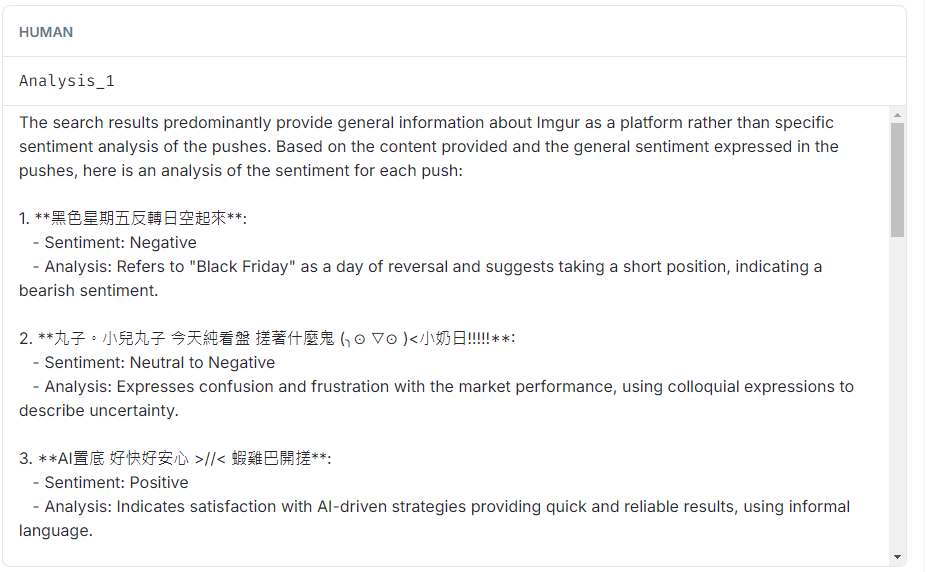 HUMAN
Analysis_1
The search results predominantly provide general information about Imgur as a platform rather than specific
sentiment analysis of the pushes. Based on the content provided and the general sentiment expressed in the
pushes, here is an analysis of the sentiment for each push:
1. **黑色星期五反轉日空起來**:
- Sentiment: Negative
- Analysis: Refers to "Black Friday" as a day of reversal and suggests taking a short position, indicating a
bearish sentiment.
2. **丸子。小兒丸子 今天純看盤 搓著什麼鬼 (╮⊙ ▽⊙ )<小奶日!!!!!**:
- Sentiment: Neutral to Negative
- Analysis: Expresses confusion and frustration with the market performance, using colloquial expressions to
describe uncertainty.
3. **AI置底 好快好安心 >//< 蝦雞巴開搓**:
- Sentiment: Positive
- Analysis: Indicates satisfaction with AI-driven strategies providing quick and reliable results, using informal
language.